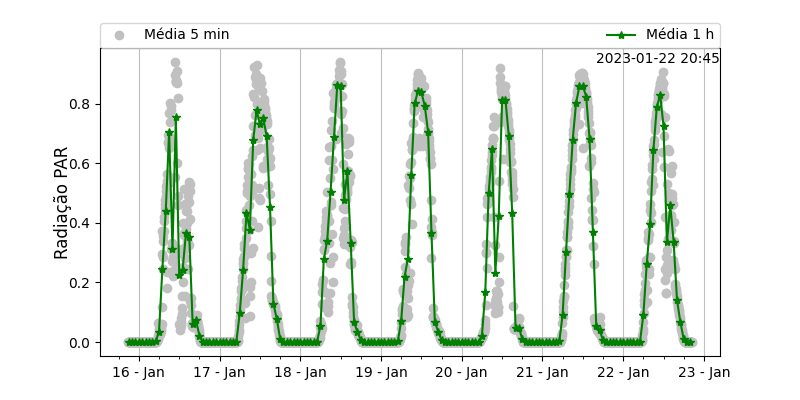 Média 5 min
Média 1 h
2023-01-22 20:45
Radiação PAR
0.8
0.6
0.4
0.2
0.0
16 - Jan
17 - Jan
18 - Jan
19 - Jan
20 - Jan
21 - Jan
22 - Jan
23 - Jan